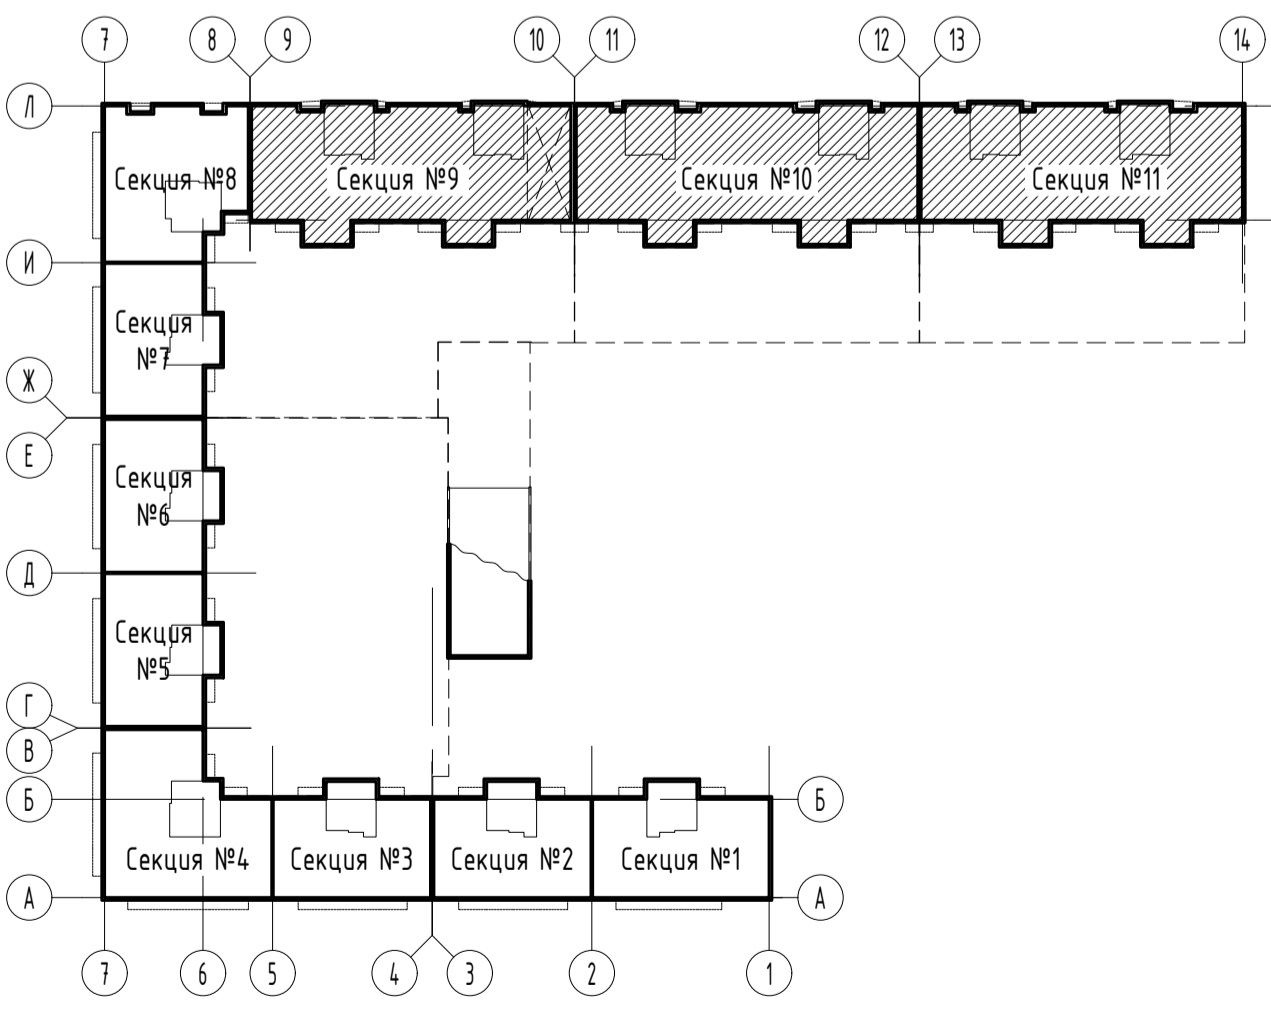 7
8
9
10
11
12
13
14
Л
Секция №8
Секция №9
Секция №10
Секция №11
И
Секция
№7
Ж
Е
Секция
№6
Д
Секция
№5
Г
В
Б
Б
Секция №4
Секция №3
Секция №2
Секция №1
А
А
7
6
5
4
3
2
1